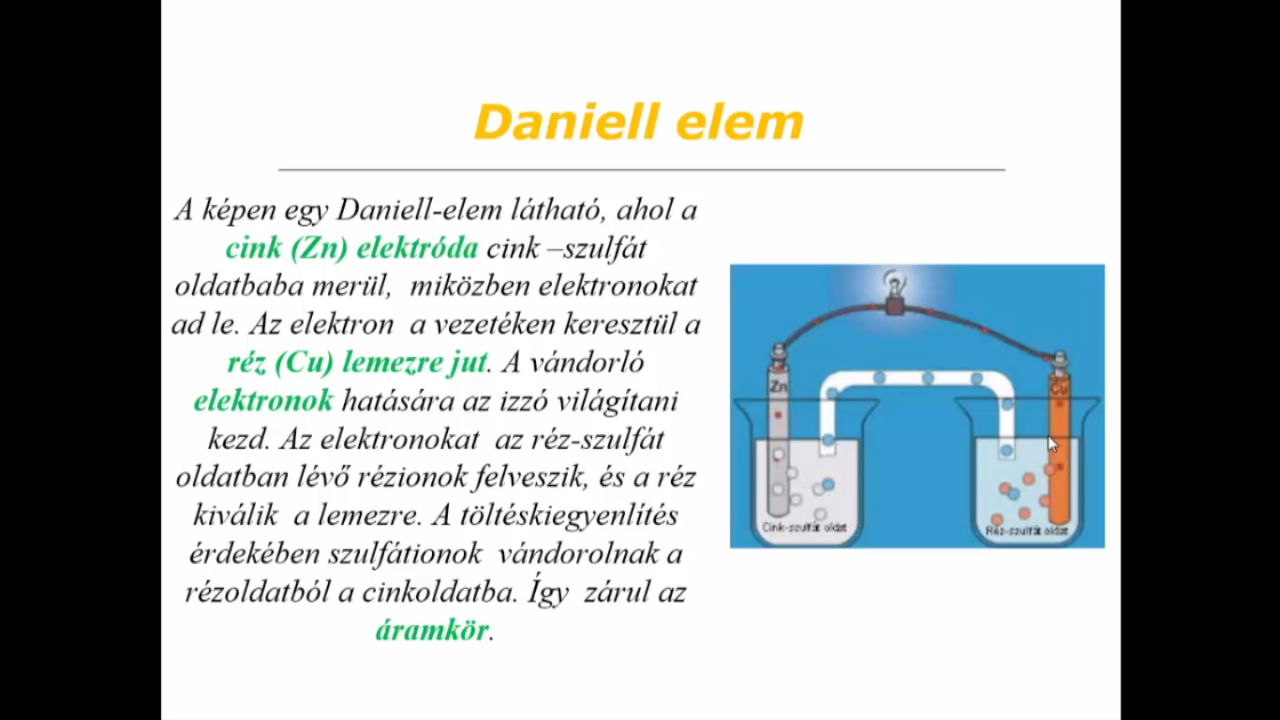 Daniell elem
A képen egy Daniell-elem látható, ahol a
cink (Zn) elektróda cink –szulfát
oldatbaba merül, miközben elektronokat
ad le. Az elektron a vezetéken keresztül a
réz (Cu) lemezre jut. A vándorló
elektronok hatására az izzó világítani
kezd. Az elektronokat az réz-szulfát
oldatban lévő rézionok felveszik, és a réz
kiválik a lemezre. A töltéskiegyenlítés
érdekében szulfátionok vándorolnak a
rézoldatból a cinkoldatba. Így zárul az
áramkör.
Zn
Cu
Cink-szulfát oldat
Réz-szulfát oldat